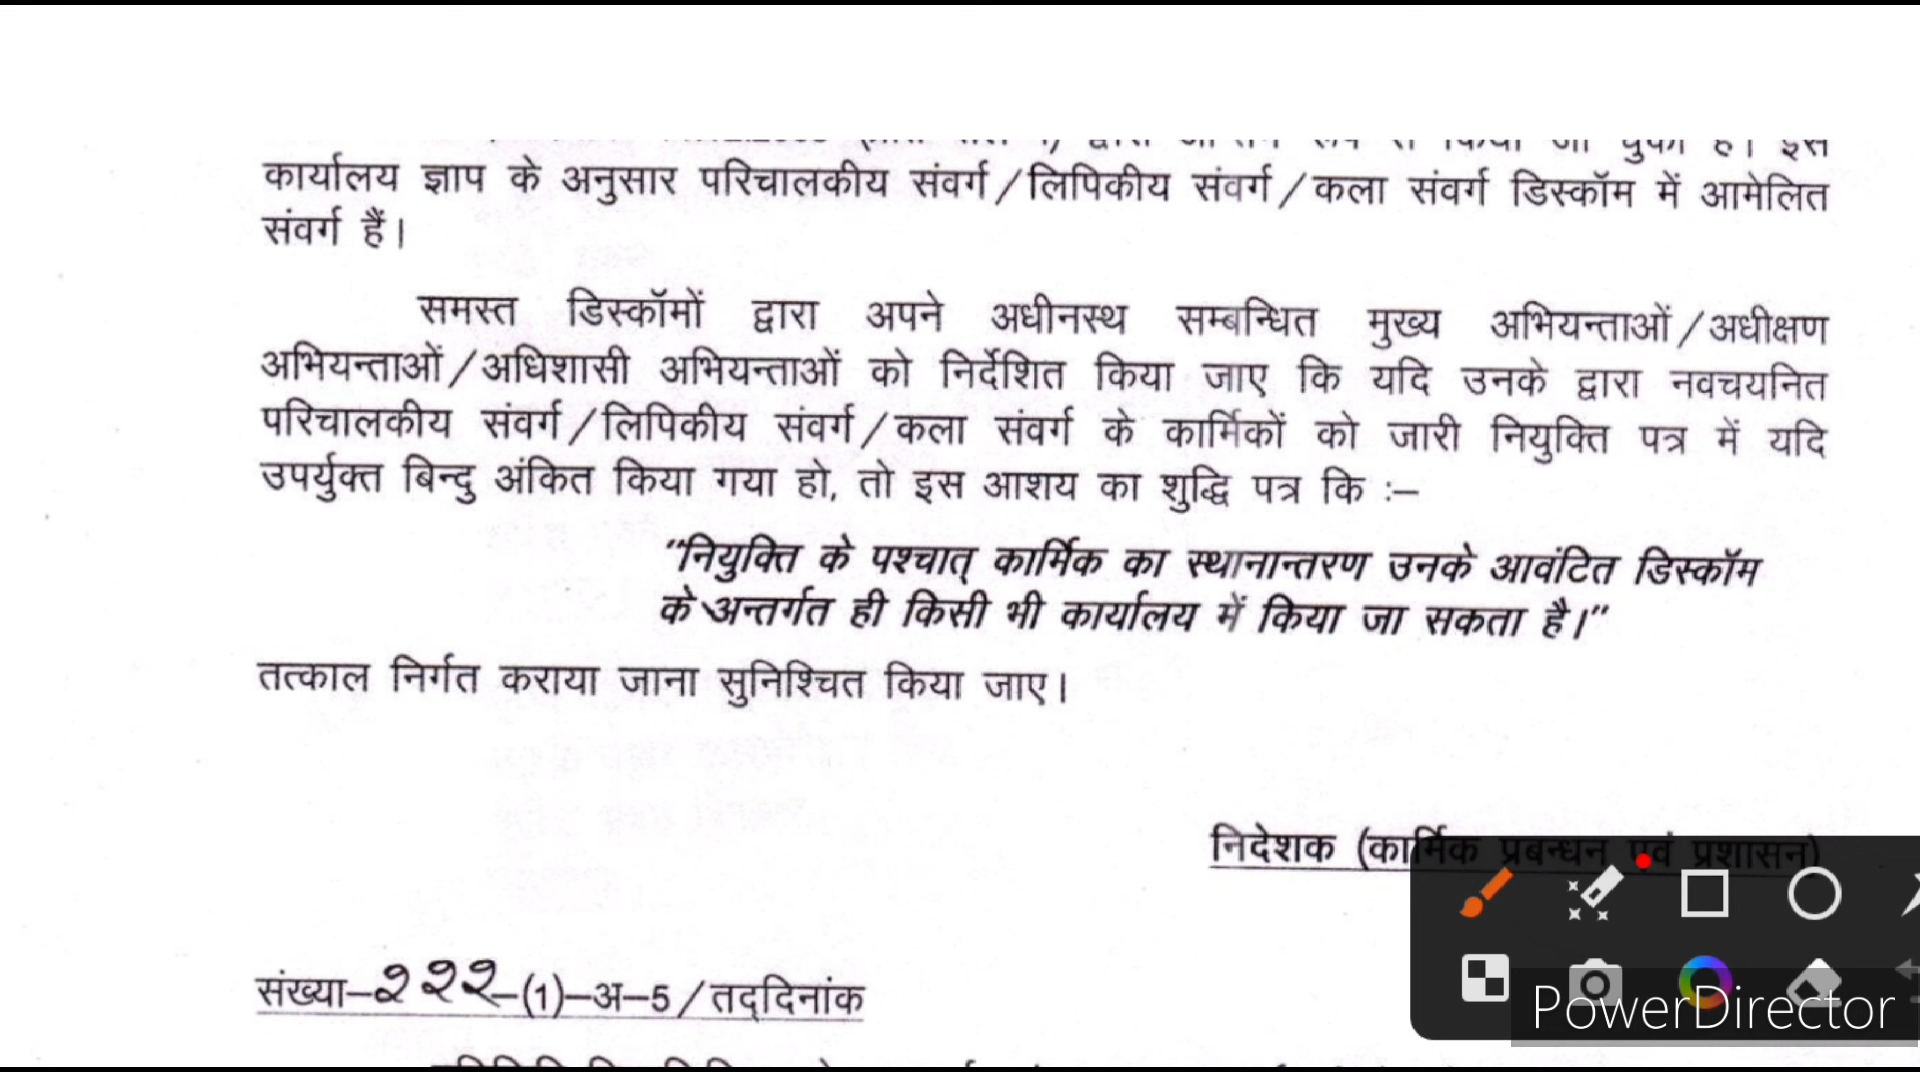 इस
कार्यालय ज्ञाप के अनुसार परिचालकीय संवर्ग/लिपिकीय संवर्ग/कला संवर्ग डिस्कॉम में आमेलित
संवर्ग हैं।
समस्त डिस्कॉमों द्वारा अपने अधीनस्थ सम्बन्धित मुख्य अभियन्ताओं/अधीक्षण
अभियन्ताओं/अधिशासी अभियन्ताओं को निर्देशित किया जाए कि यदि उनके द्वारा नवचयनित
परिचालकीय संवर्ग/लिपिकीय संवर्ग/कला संवर्ग के कार्मिकों को जारी नियुक्ति पत्र में यदि
उपर्युक्त बिन्दु अंकित किया गया हो, तो इस आशय का शुद्धि पत्र कि :–
"नियुक्ति के पश्चात् कार्मिक का स्थानान्तरण उनके आवंटित डिस्कॉम
के अन्तर्गत ही किसी भी कार्यालय में किया जा सकता है।"
तत्काल निर्गत कराया जाना सुनिश्चित किया जाए।
निदेशक (कार्मिक प्रबन्धन एवं प्रशासन)
संख्या–२२२–(1)–अ–5/तद्दिनांक
PowerDirector